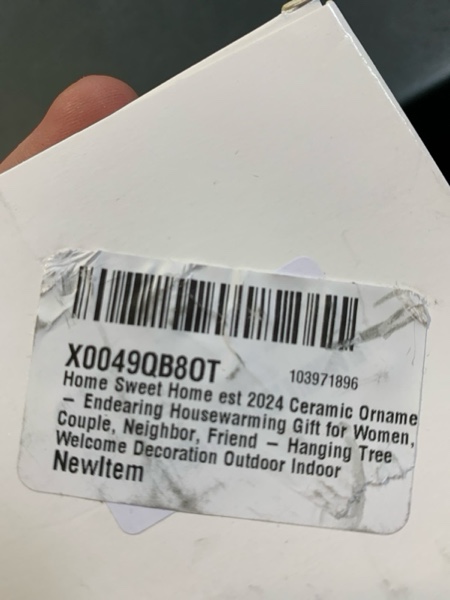 X0049QB8OT
103971896
Home Sweet Home est 2024 Ceramic Orname
– Endearing Housewarming Gift for Women,
Couple, Neighbor, Friend – Hanging Tree
Welcome Decoration Outdoor Indoor
NewItem